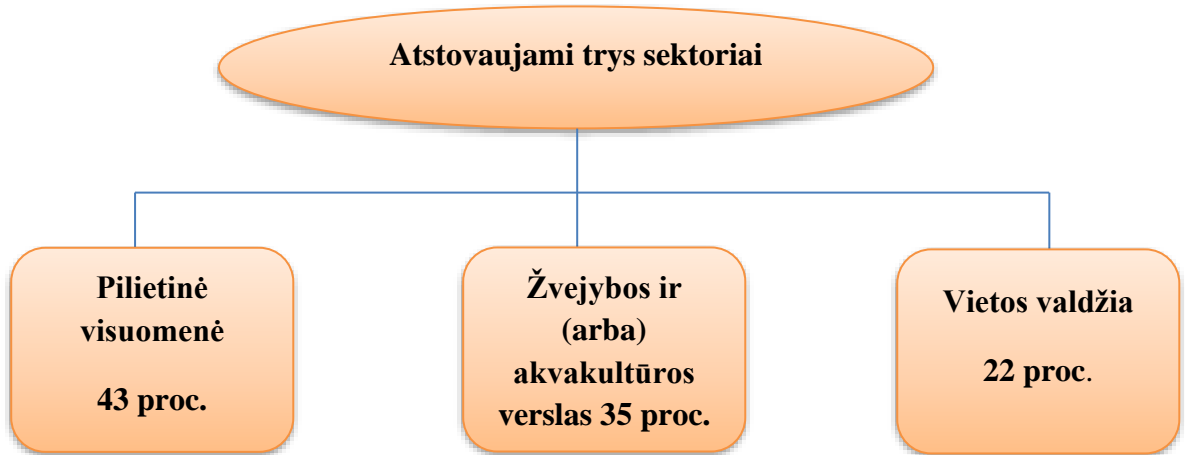 Atstovaujami trys sektoriai
Pilietinė
visuomenė
43 proc.
Žvejybos ir
(arba)
akvakultūros
verslas 35 proc.
Vietos valdžia
22 proc.